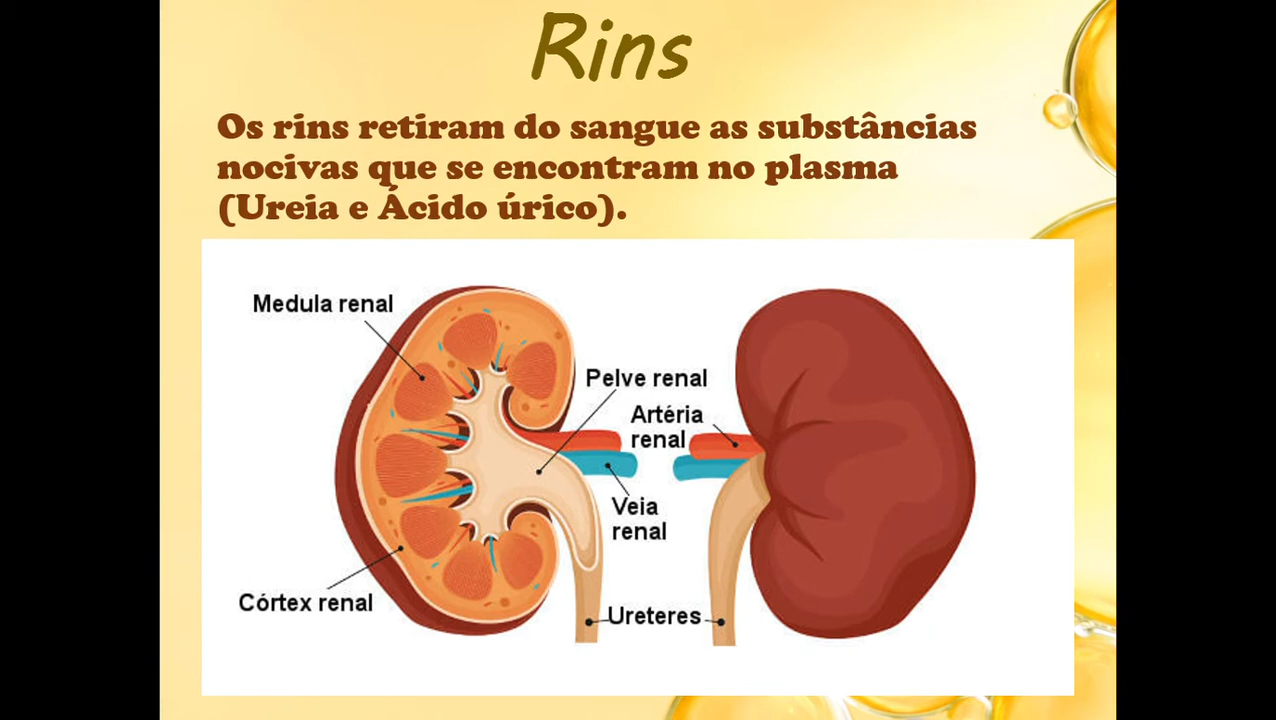 Rins
Os rins retiram do sangue as substâncias
nocivas que se encontram no plasma
(Ureia e Ácido úrico).
Medula renal
Pelve renal
Artéria
renal
Veia
renal
Córtex renal
Ureteres